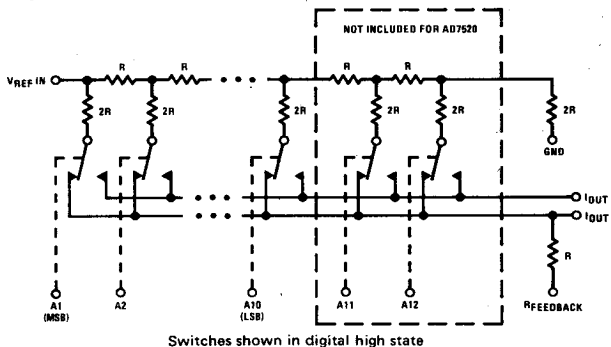 NOT INCLUDED FOR AD7520
R R R R
VREF IN
2R 2R 2R 2R 2R 2R
GND
IOUT
IOUT
R
A1 (MSB) A2 A10 (LSB) A11 A12 RFEEDBACK
Switches shown in digital high state